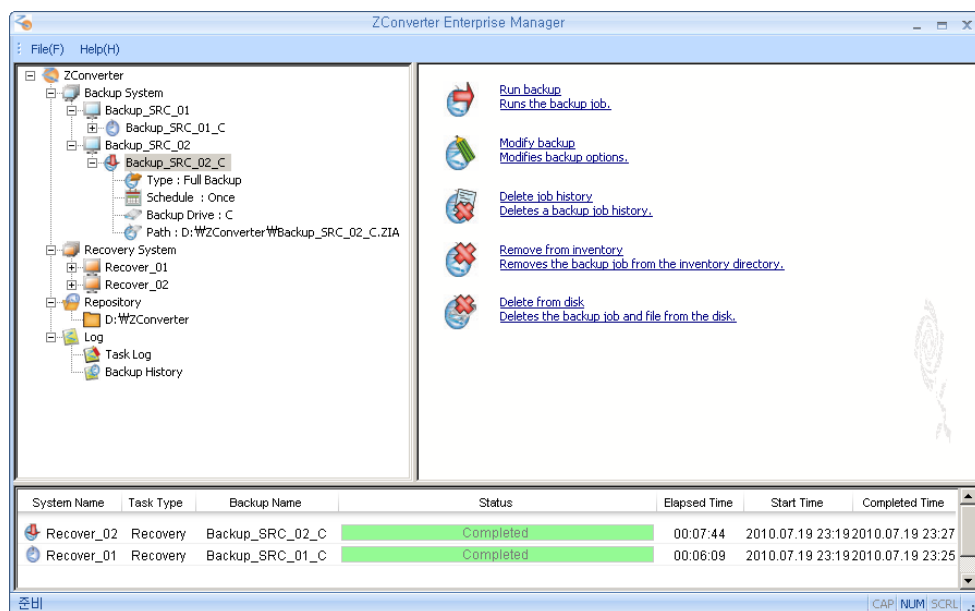 ZConverter Enterprise Manager
File(F) Help(H)
ZConverter
Backup System
Backup_SRC_01
Backup_SRC_01_C
Backup_SRC_02
Backup_SRC_02_C
Type : Full Backup
Schedule : Once
Backup Drive : C
Path : D:₩ZConverter₩Backup_SRC_02_C.ZIA
Recovery System
Recover_01
Recover_02
Repository
D:₩ZConverter
Log
Task Log
Backup History
Run backup
Runs the backup job.
Modify backup
Modifies backup options.
Delete job history
Deletes a backup job history.
Remove from inventory
Removes the backup job from the inventory directory.
Delete from disk
Deletes the backup job and file from the disk.
System Name Task Type Backup Name Status Elapsed Time Start Time Completed Time
Recover_02 Recovery Backup_SRC_02_C Completed 00:07:44 2010.07.19 23:19 2010.07.19 23:27
Recover_01 Recovery Backup_SRC_01_C Completed 00:06:09 2010.07.19 23:19 2010.07.19 23:25
준비 CAP NUM SCRL